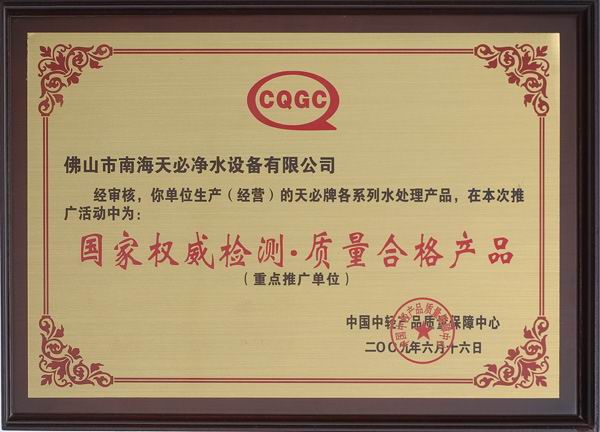 CQGC
佛山市南海天必净水设备有限公司
经审核，你单位生产（经营）的天必牌各系列水处理产品，在本次推
广活动中为：
国家权威检测·质量合格产品
（重点推广单位）
中国中轻产品质量保障中心
二〇〇九年六月十六日